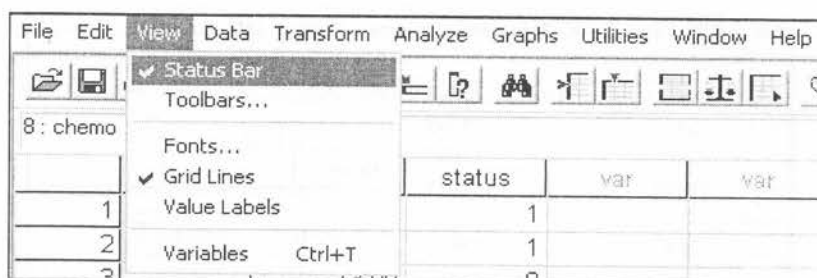 File Edit View Data Transform Analyze Graphs Utilities Window Help
Status Bar
Toolbars...
8 : chemo
Fonts...
Grid Lines
status var var
1 Value Labels 1
2 Variables Ctrl+T 1
3